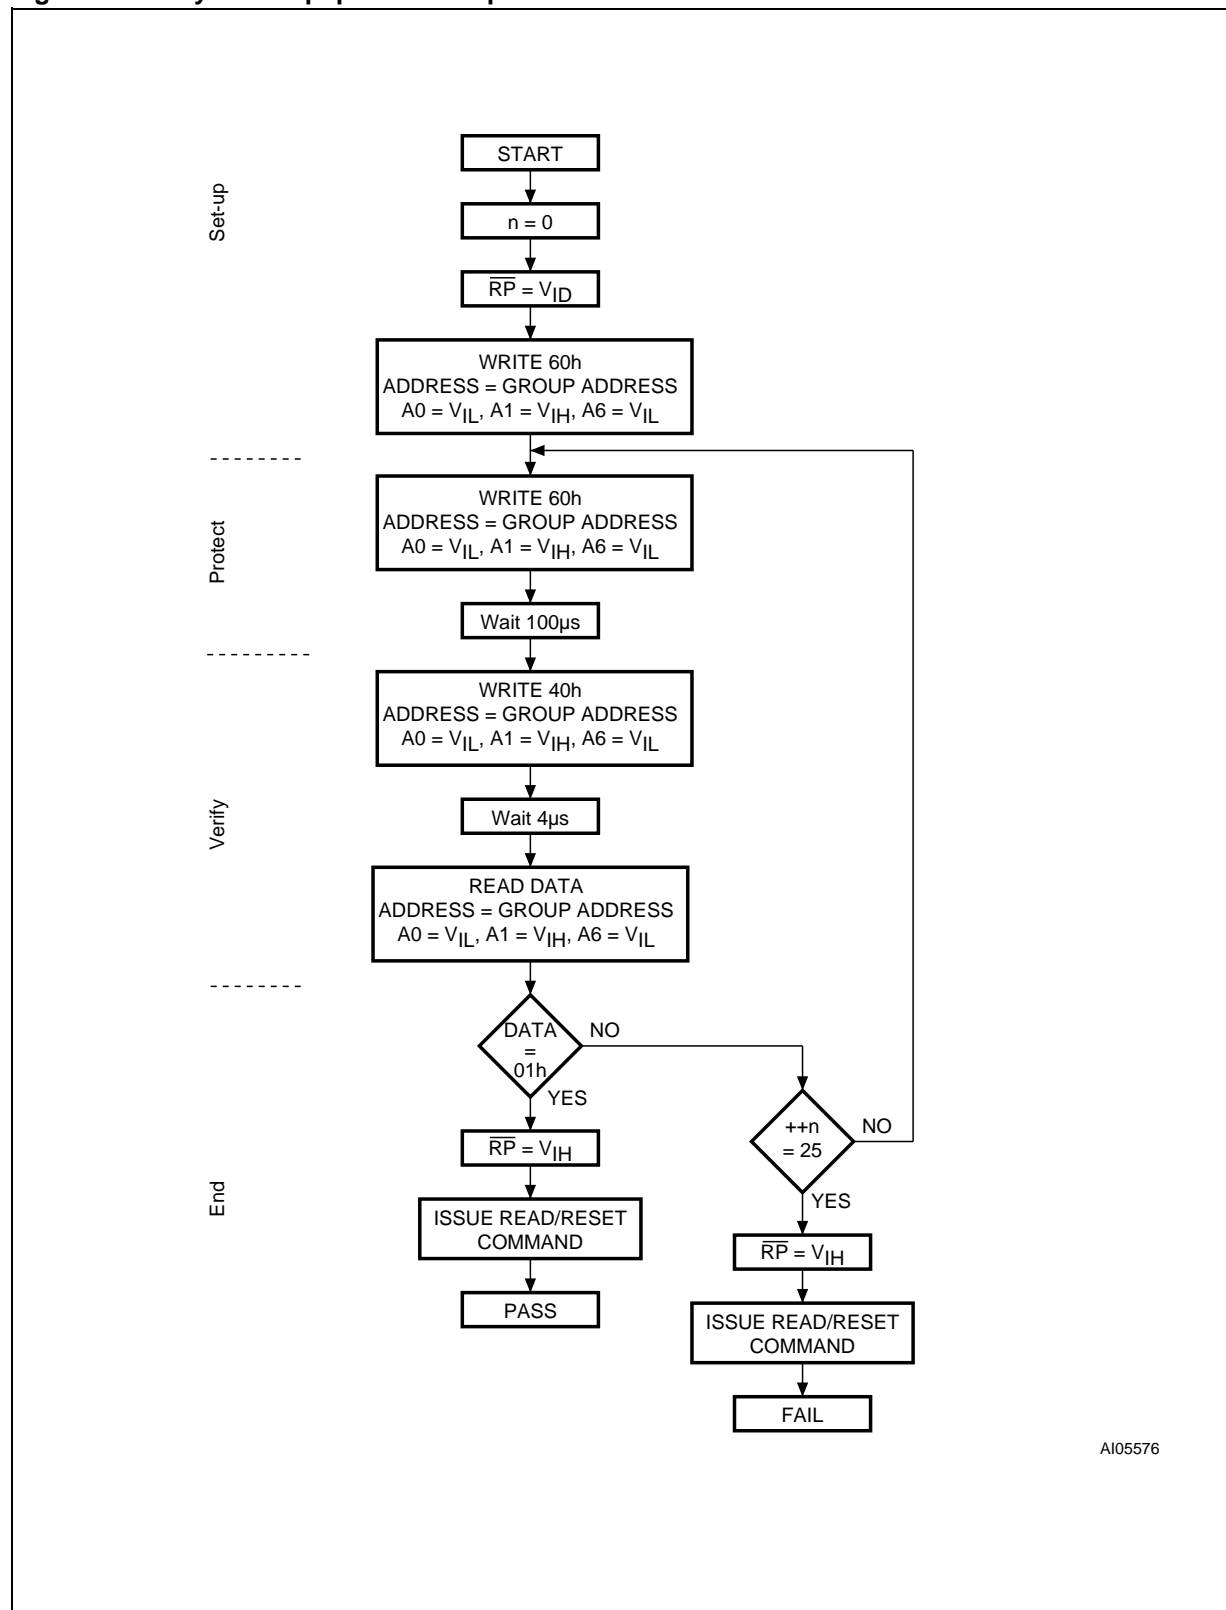 START
Set-up
n = 0
R̅P̅ = VID
WRITE 60h
ADDRESS = GROUP ADDRESS
A0 = VIL, A1 = VIH, A6 = VIL
Protect
WRITE 60h
ADDRESS = GROUP ADDRESS
A0 = VIL, A1 = VIH, A6 = VIL
Wait 100µs
Verify
WRITE 40h
ADDRESS = GROUP ADDRESS
A0 = VIL, A1 = VIH, A6 = VIL
Wait 4µs
READ DATA
ADDRESS = GROUP ADDRESS
A0 = VIL, A1 = VIH, A6 = VIL
End
DATA
=
01h
NO
YES
++n
= 25
NO
YES
R̅P̅ = VIH
ISSUE READ/RESET
COMMAND
PASS
R̅P̅ = VIH
ISSUE READ/RESET
COMMAND
FAIL
AI05576